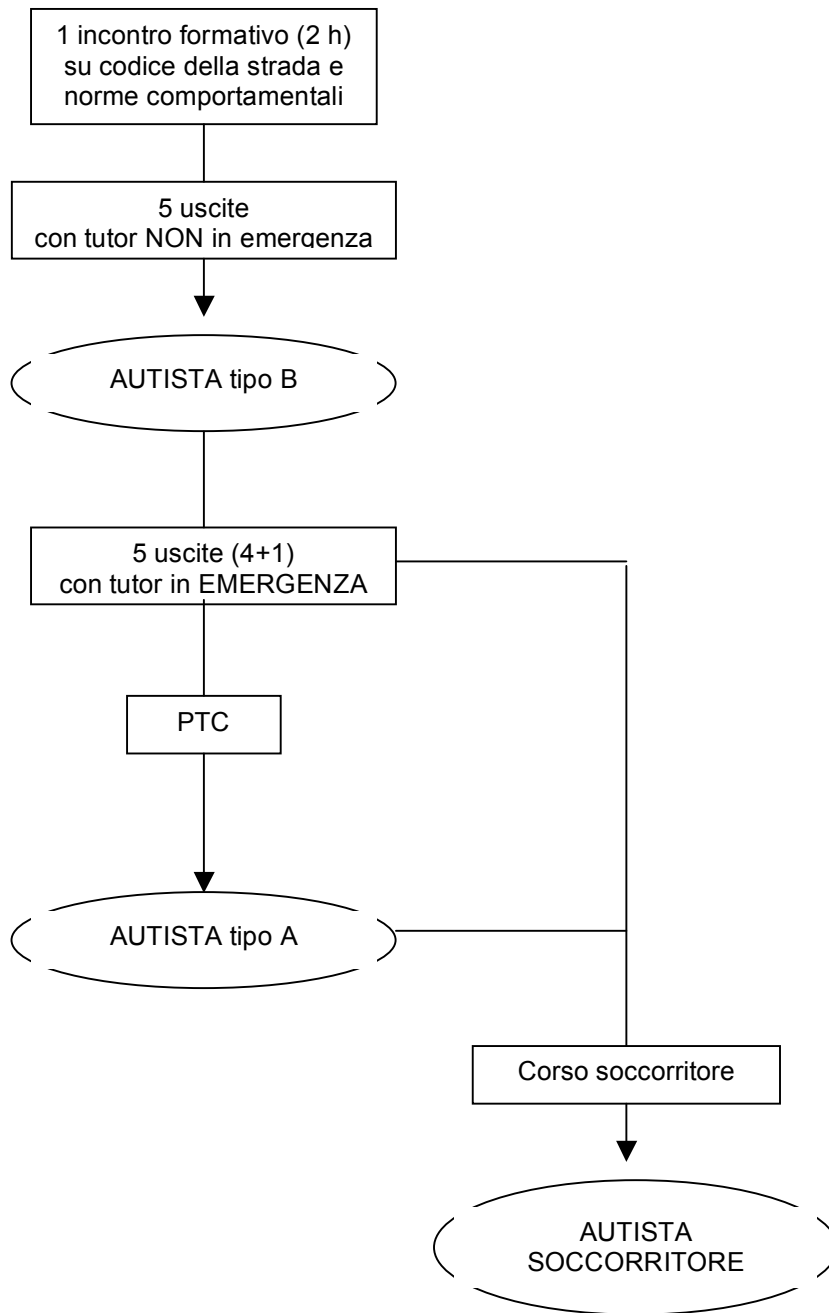 1 incontro formativo (2 h)
su codice della strada e
norme comportamentali
5 uscite
con tutor NON in emergenza
AUTISTA tipo B
5 uscite (4+1)
con tutor in EMERGENZA
PTC
AUTISTA tipo A
Corso soccorritore
AUTISTA
SOCCORRITORE